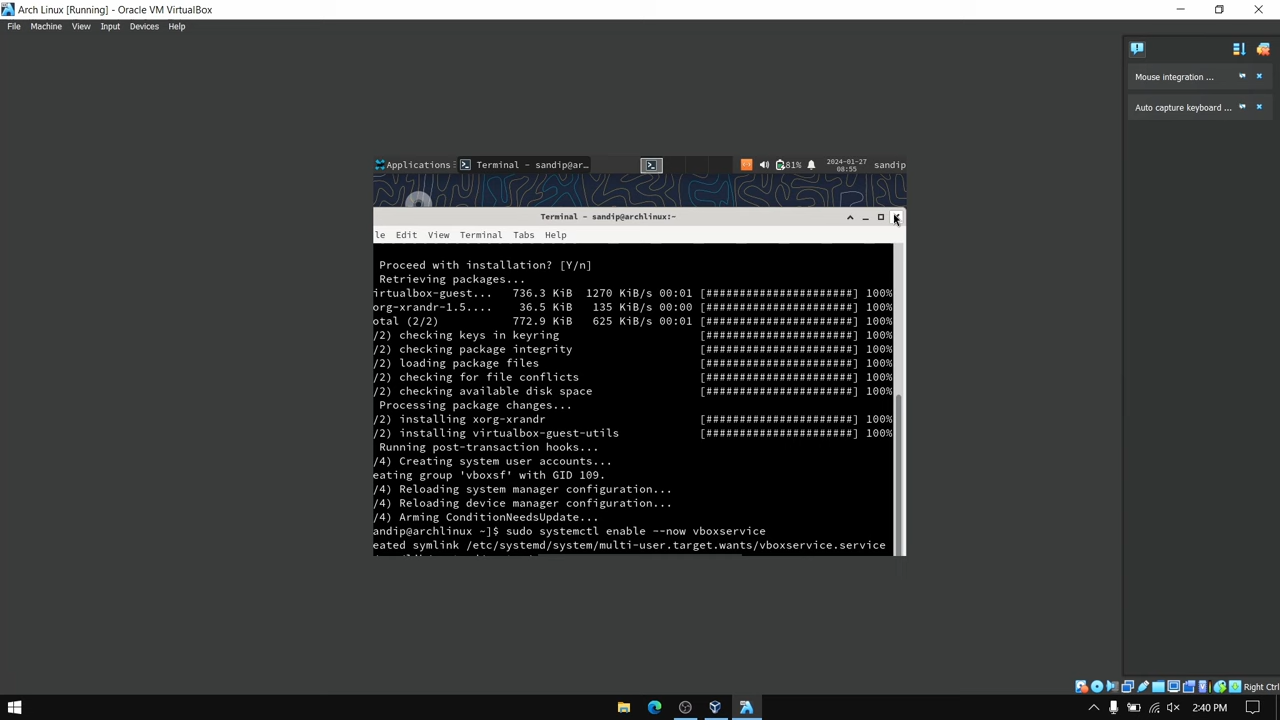 Arch Linux [Running] - Oracle VM VirtualBox
File Machine View Input Devices Help
Mouse integration ...
Auto capture keyboard ...
Applications Terminal - sandip@ar... 81% 2024-01-27 08:55 sandip
Terminal - sandip@archlinux:~
le Edit View Terminal Tabs Help
Proceed with installation? [Y/n]
Retrieving packages...
irtualbox-guest... 736.3 KiB 1270 KiB/s 00:01 [######################] 100%
org-xrandr-1.5.... 36.5 KiB 135 KiB/s 00:00 [######################] 100%
otal (2/2) 772.9 KiB 625 KiB/s 00:01 [######################] 100%
/2) checking keys in keyring [######################] 100%
/2) checking package integrity [######################] 100%
/2) loading package files [######################] 100%
/2) checking for file conflicts [######################] 100%
/2) checking available disk space [######################] 100%
Processing package changes...
/2) installing xorg-xrandr [######################] 100%
/2) installing virtualbox-guest-utils [######################] 100%
Running post-transaction hooks...
/4) Creating system user accounts...
eating group 'vboxsf' with GID 109.
/4) Reloading system manager configuration...
/4) Reloading device manager configuration...
/4) Arming ConditionNeedsUpdate...
andip@archlinux ~]$ sudo systemctl enable --now vboxservice
eated symlink /etc/systemd/system/multi-user.target.wants/vboxservice.service
Right Ctrl
2:40 PM